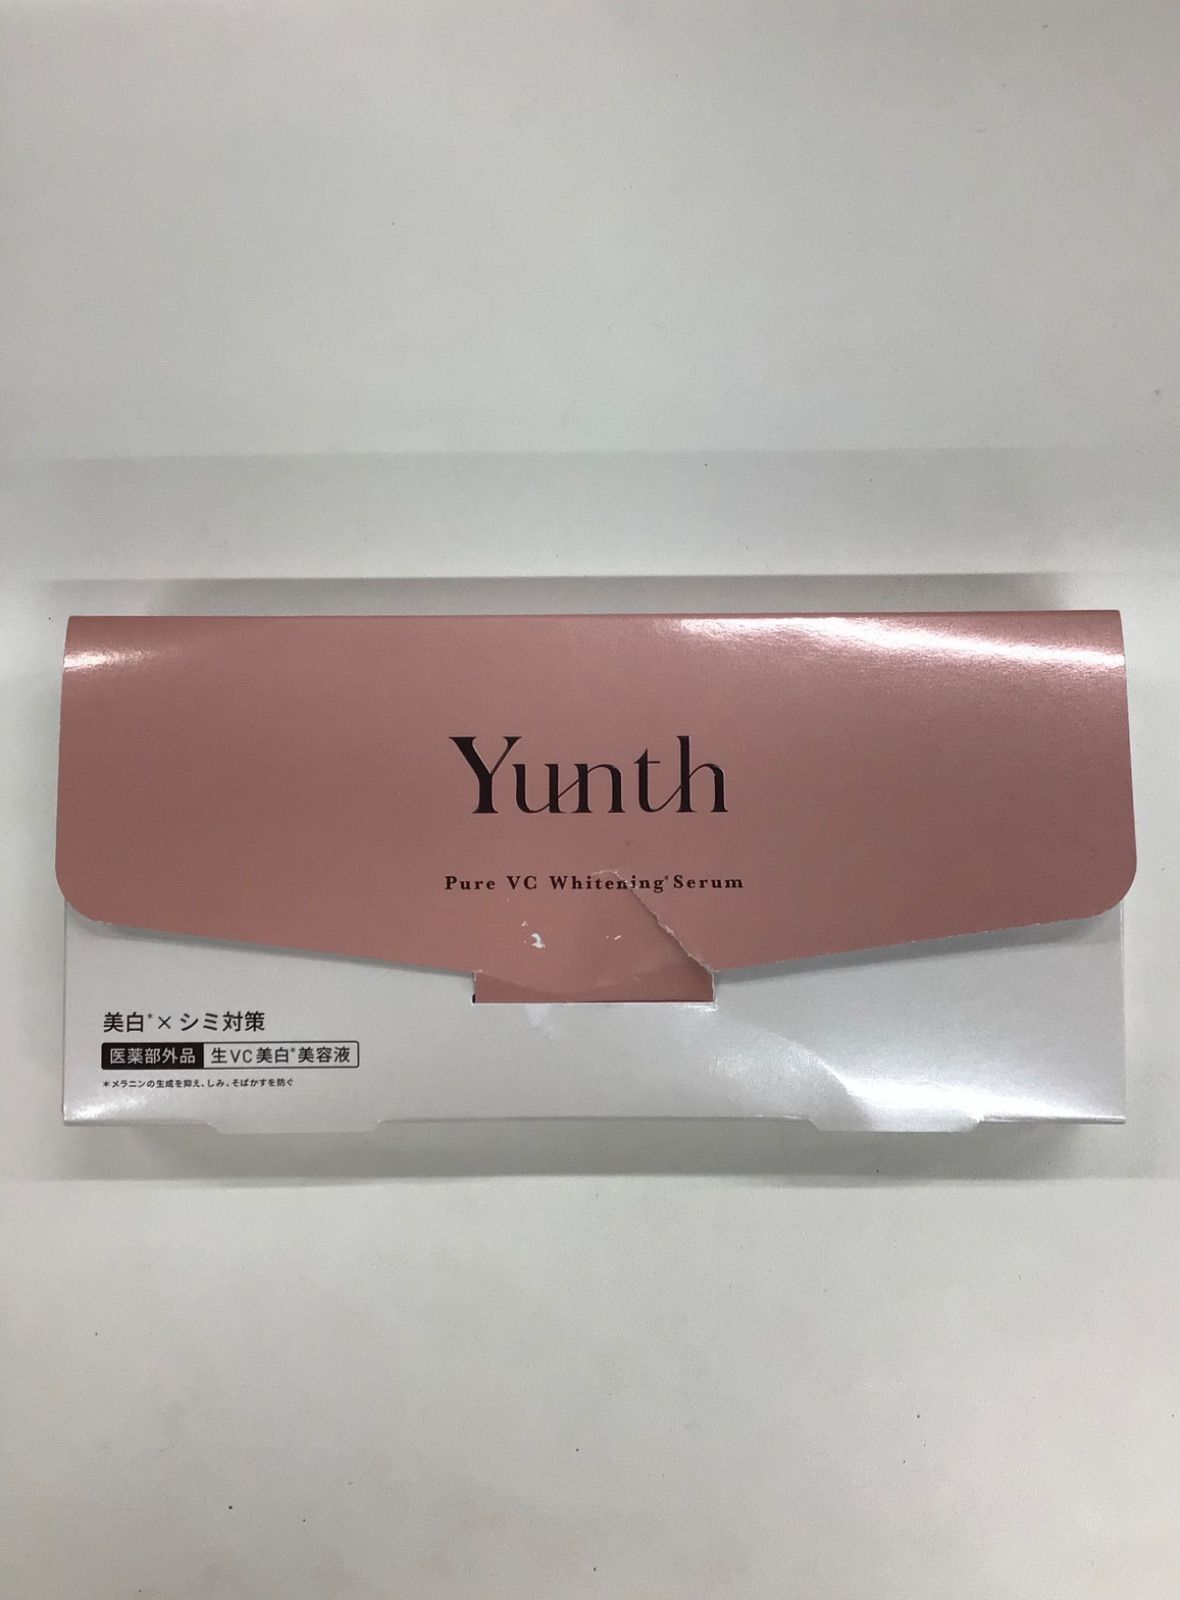 Yunth
Pure VC Whitening*Serum
美白*×シミ対策
医薬部外品 生VC美白*美容液
*メラニンの生成を抑え、しみ、そばかすを防ぐ